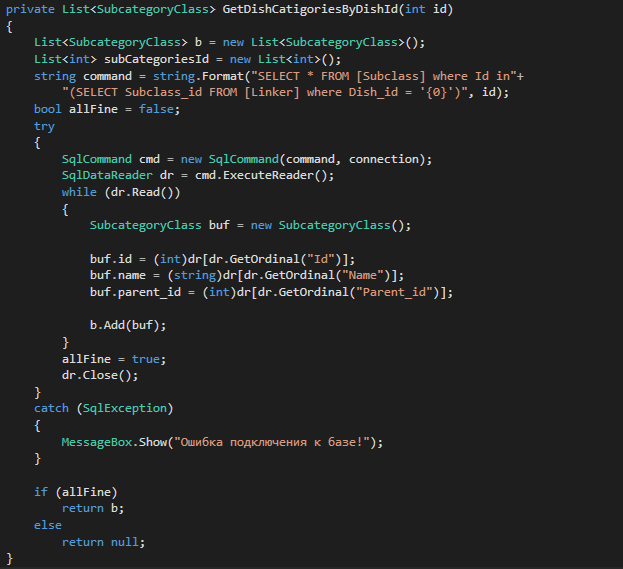 private List<SubcategoryClass> GetDishCatigoriesByDishId(int id)
{
    List<SubcategoryClass> b = new List<SubcategoryClass>();
    List<int> subCategoriesId = new List<int>();
    string command = string.Format("SELECT * FROM [Subclass] where Id in"+
        "(SELECT Subclass_id FROM [Linker] where Dish_id = '{0}')", id);
    bool allFine = false;
    try
    {
        SqlCommand cmd = new SqlCommand(command, connection);
        SqlDataReader dr = cmd.ExecuteReader();
        while (dr.Read())
        {
            SubcategoryClass buf = new SubcategoryClass();

            buf.id = (int)dr[dr.GetOrdinal("Id")];
            buf.name = (string)dr[dr.GetOrdinal("Name")];
            buf.parent_id = (int)dr[dr.GetOrdinal("Parent_id")];

            b.Add(buf);
        }
        allFine = true;
        dr.Close();
    }
    catch (SqlException)
    {
        MessageBox.Show("Ошибка подключения к базе!");
    }

    if (allFine)
        return b;
    else
        return null;
}